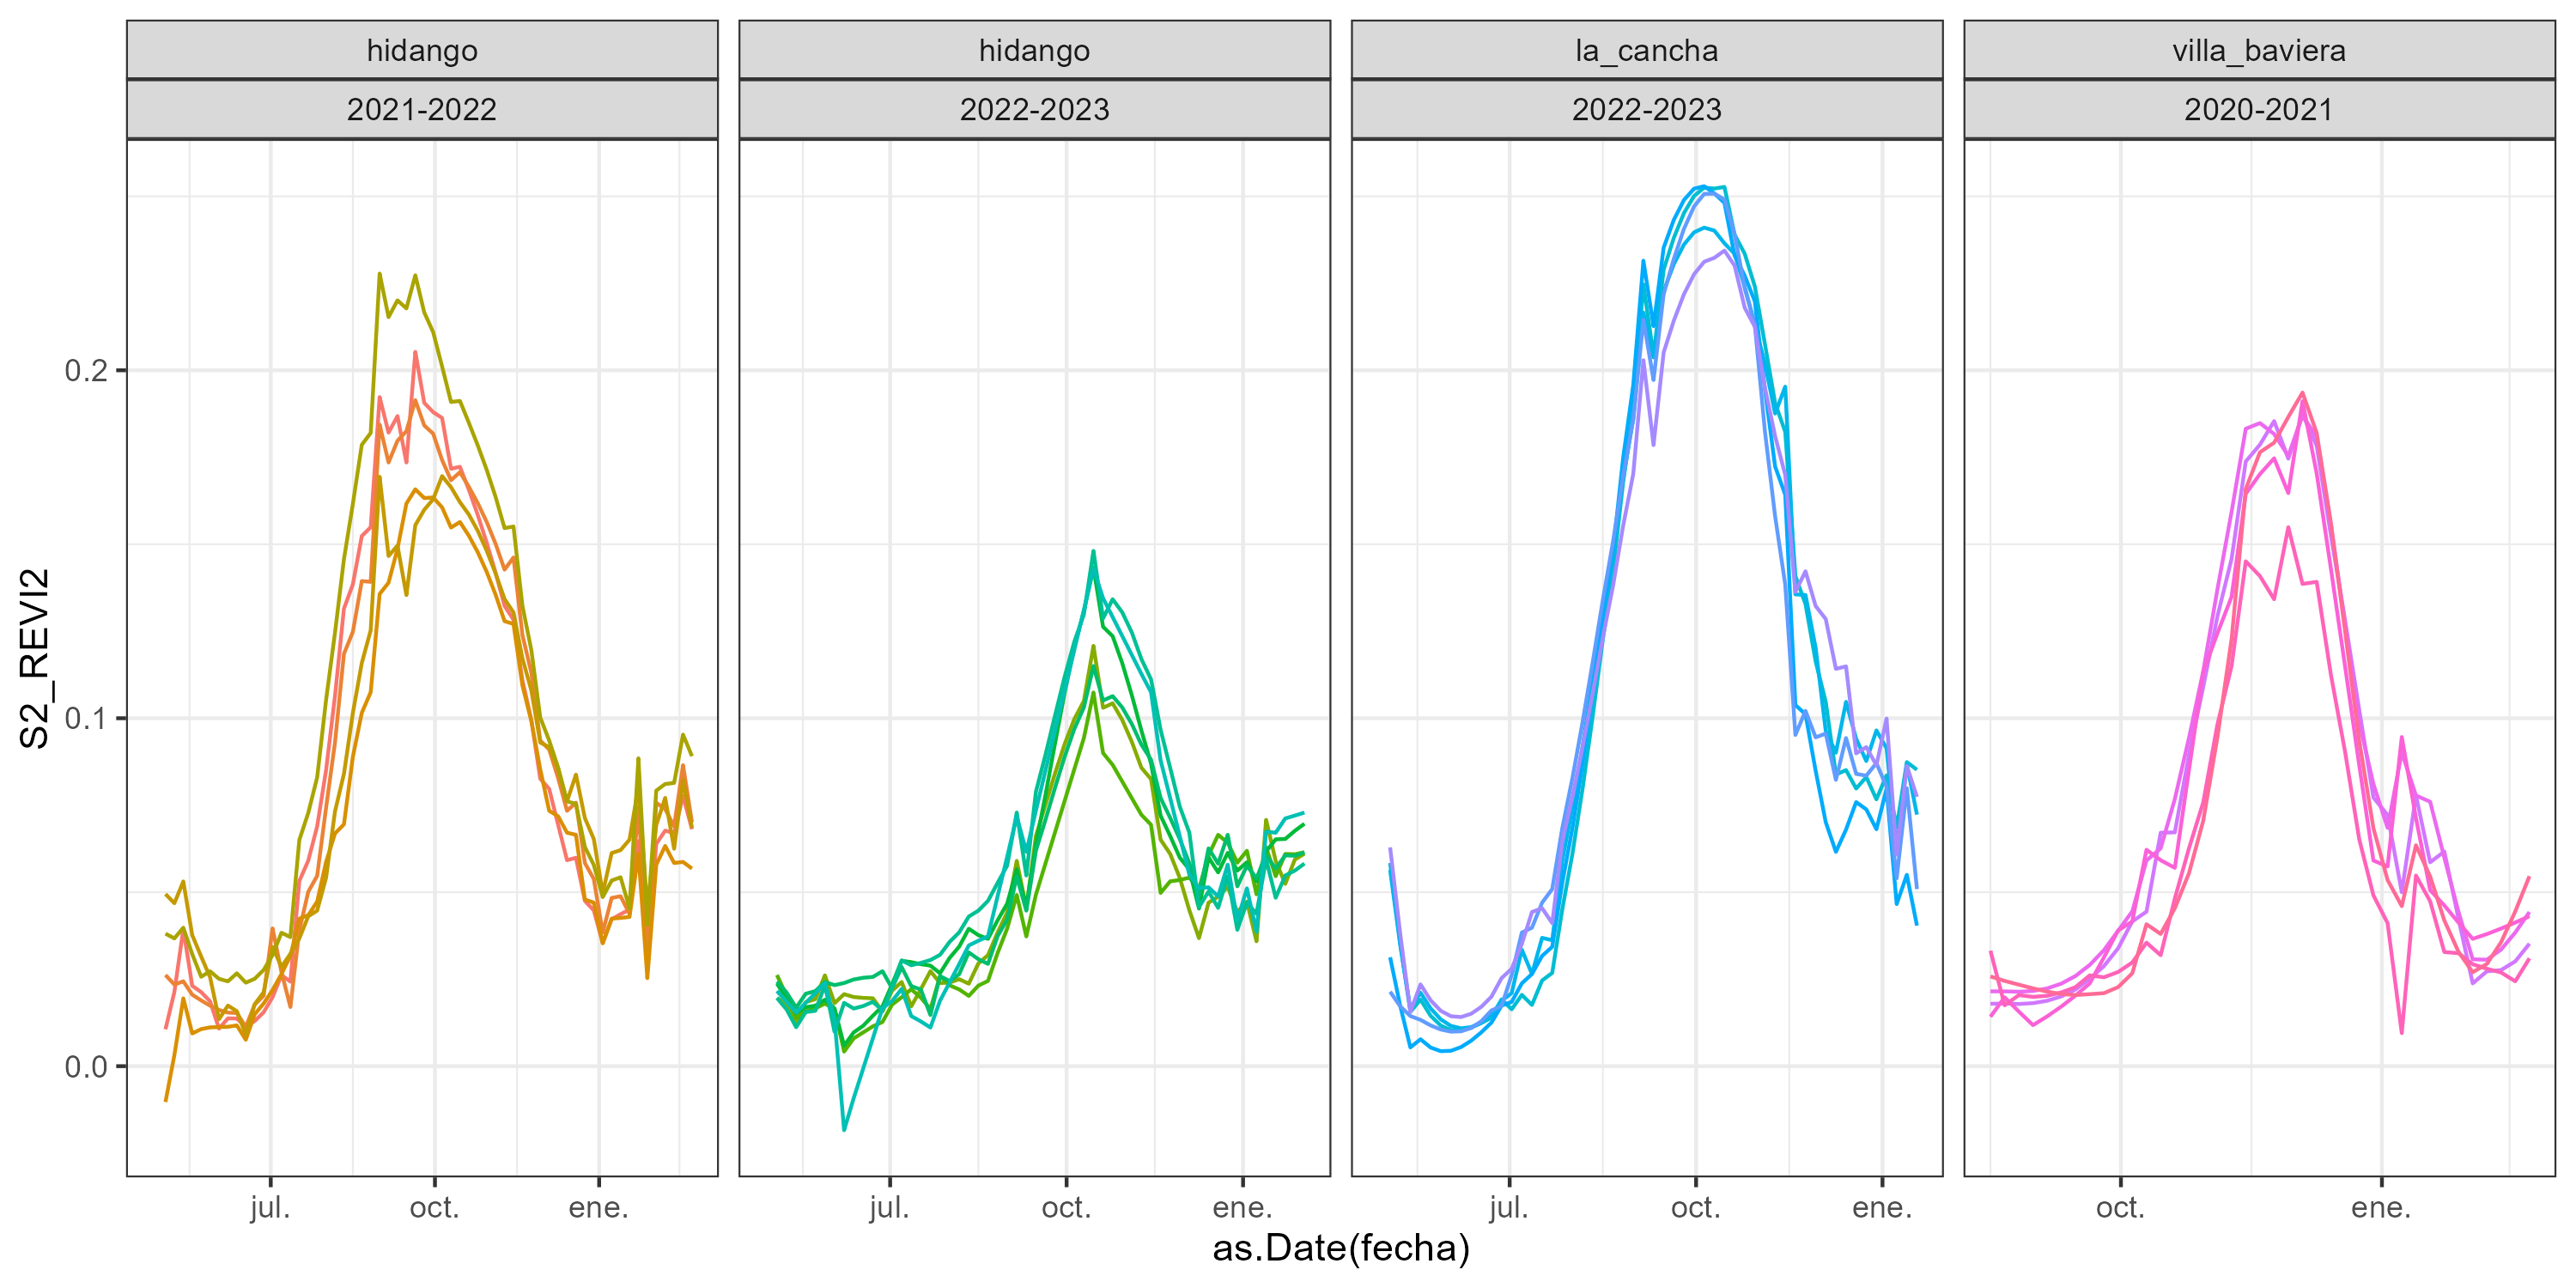 hidango
hidango
la_cancha
villa_baviera
2021-2022
2022-2023
2022-2023
2020-2021
S2_REVI2
0.2
0.1
0.0
jul.
oct.
ene.
jul.
oct.
ene.
jul.
oct.
ene.
oct.
ene.
as.Date(fecha)